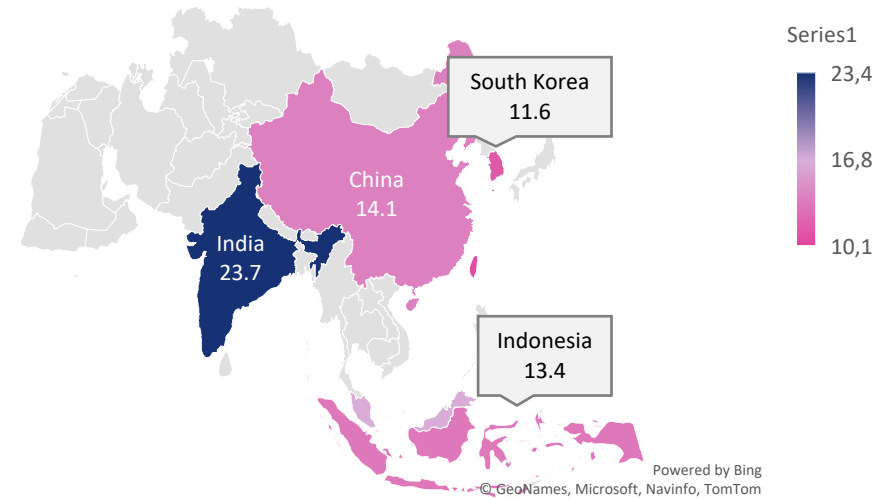 Series1
23,4
16,8
10,1
South Korea
11.6
China
14.1
India
23.7
Indonesia
13.4
Powered by Bing
© GeoNames, Microsoft, Navinfo, TomTom